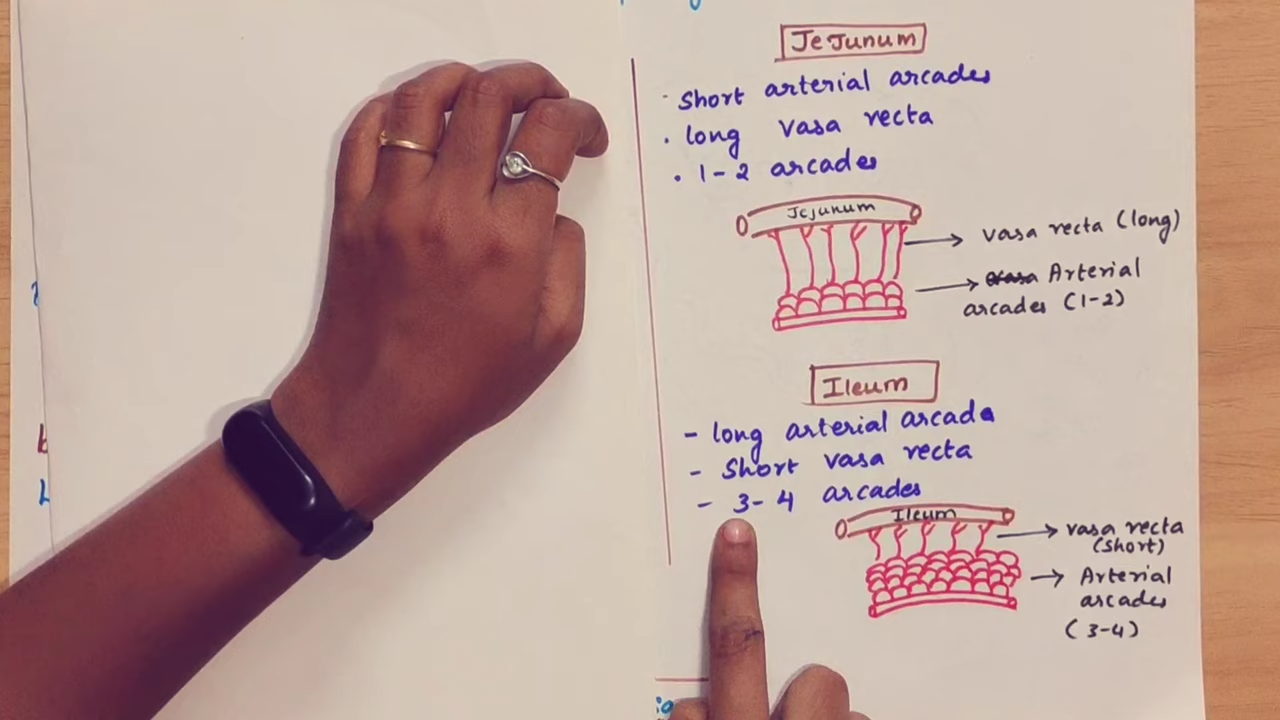 Jejunum
· Short arterial arcades
· long vasa recta
· 1-2 arcades
Jejunum
→ vasa recta (long)
→ Arterial
arcades (1-2)
Ileum
- long arterial arcade
- Short vasa recta
- 3-4 arcades
Ileum
→ vasa recta
(short)
→ Arterial
arcades
(3-4)